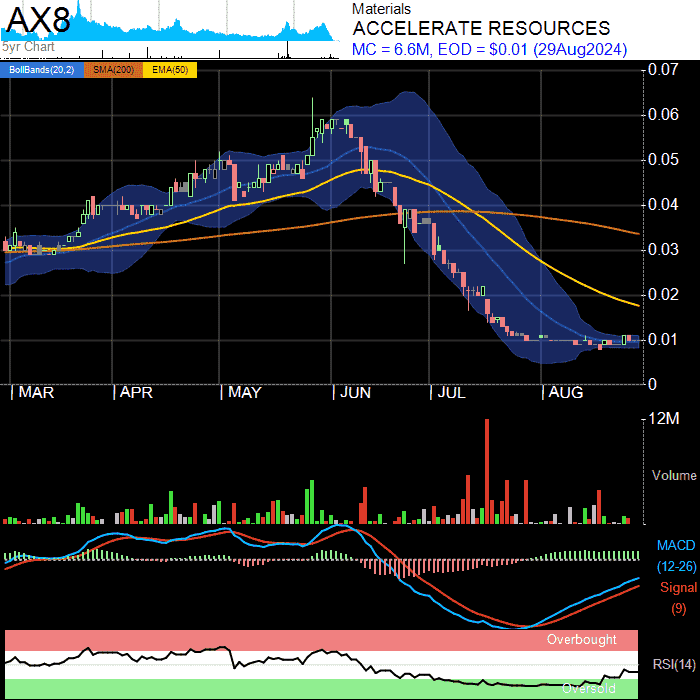 AX8
5yr Chart
Materials
ACCELERATE RESOURCES
MC = 6.6M, EOD = $0.01 (29Aug2024)
BollBands(20,2) SMA(200) EMA(50)
0.07
0.06
0.05
0.04
0.03
0.02
0.01
0
MAR APR MAY JUN JUL AUG
12M
Volume
MACD
(12-26)
Signal
(9)
Overbought
RSI(14)
Oversold